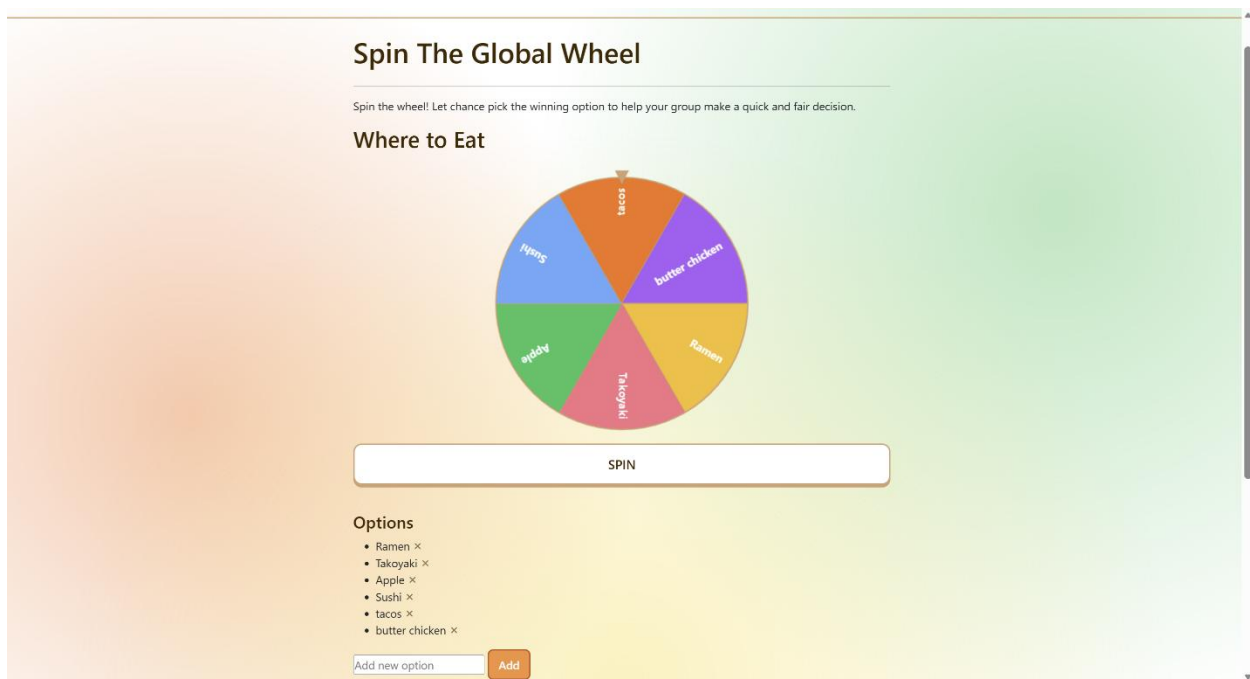 Spin The Global Wheel
Spin the wheel! Let chance pick the winning option to help your group make a quick and fair decision.
Where to Eat
tacos
butter chicken
Sushi
Ramen
Apple
Takoyaki
SPIN
Options
• Ramen ×
• Takoyaki ×
• Apple ×
• Sushi ×
• tacos ×
• butter chicken ×
Add new option Add